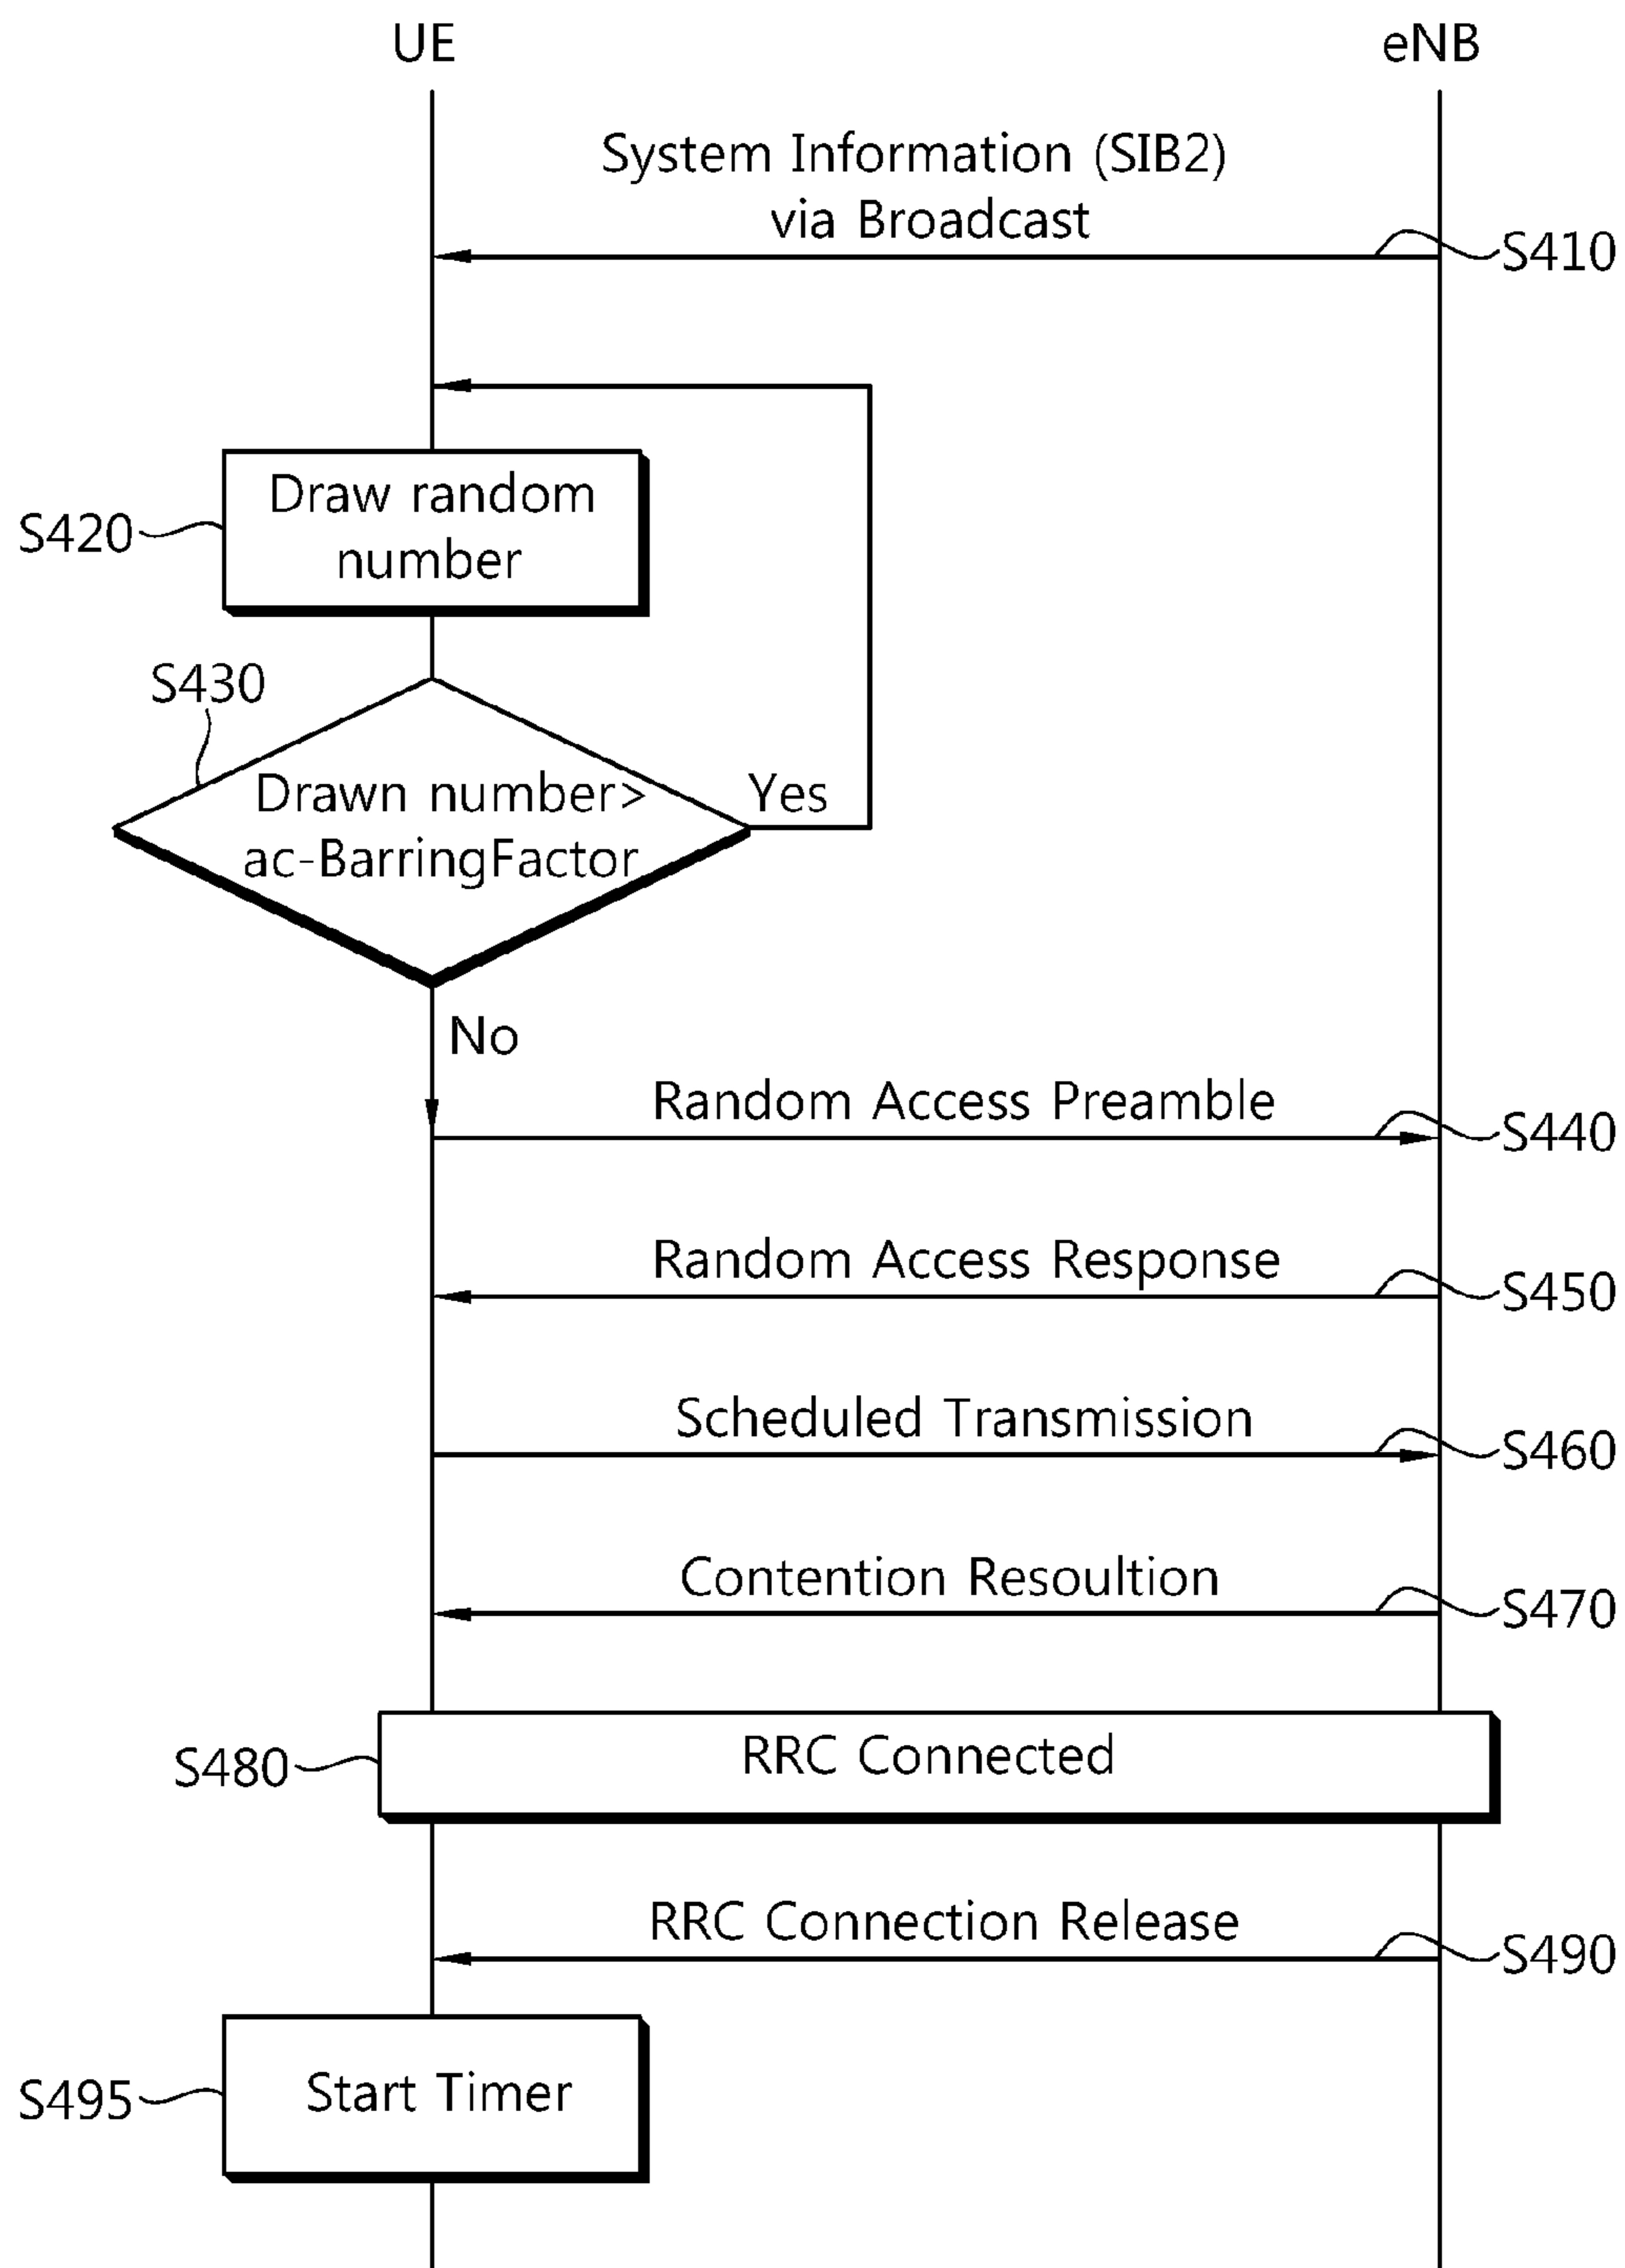 UE
eNB
System Information (SIB2)
via Broadcast
S410
Draw random
number
S420
S430
Drawn number>
ac-BarringFactor
Yes
No
Random Access Preamble
S440
Random Access Response
S450
Scheduled Transmission
S460
Contention Resoultion
S470
RRC Connected
S480
RRC Connection Release
S490
Start Timer
S495